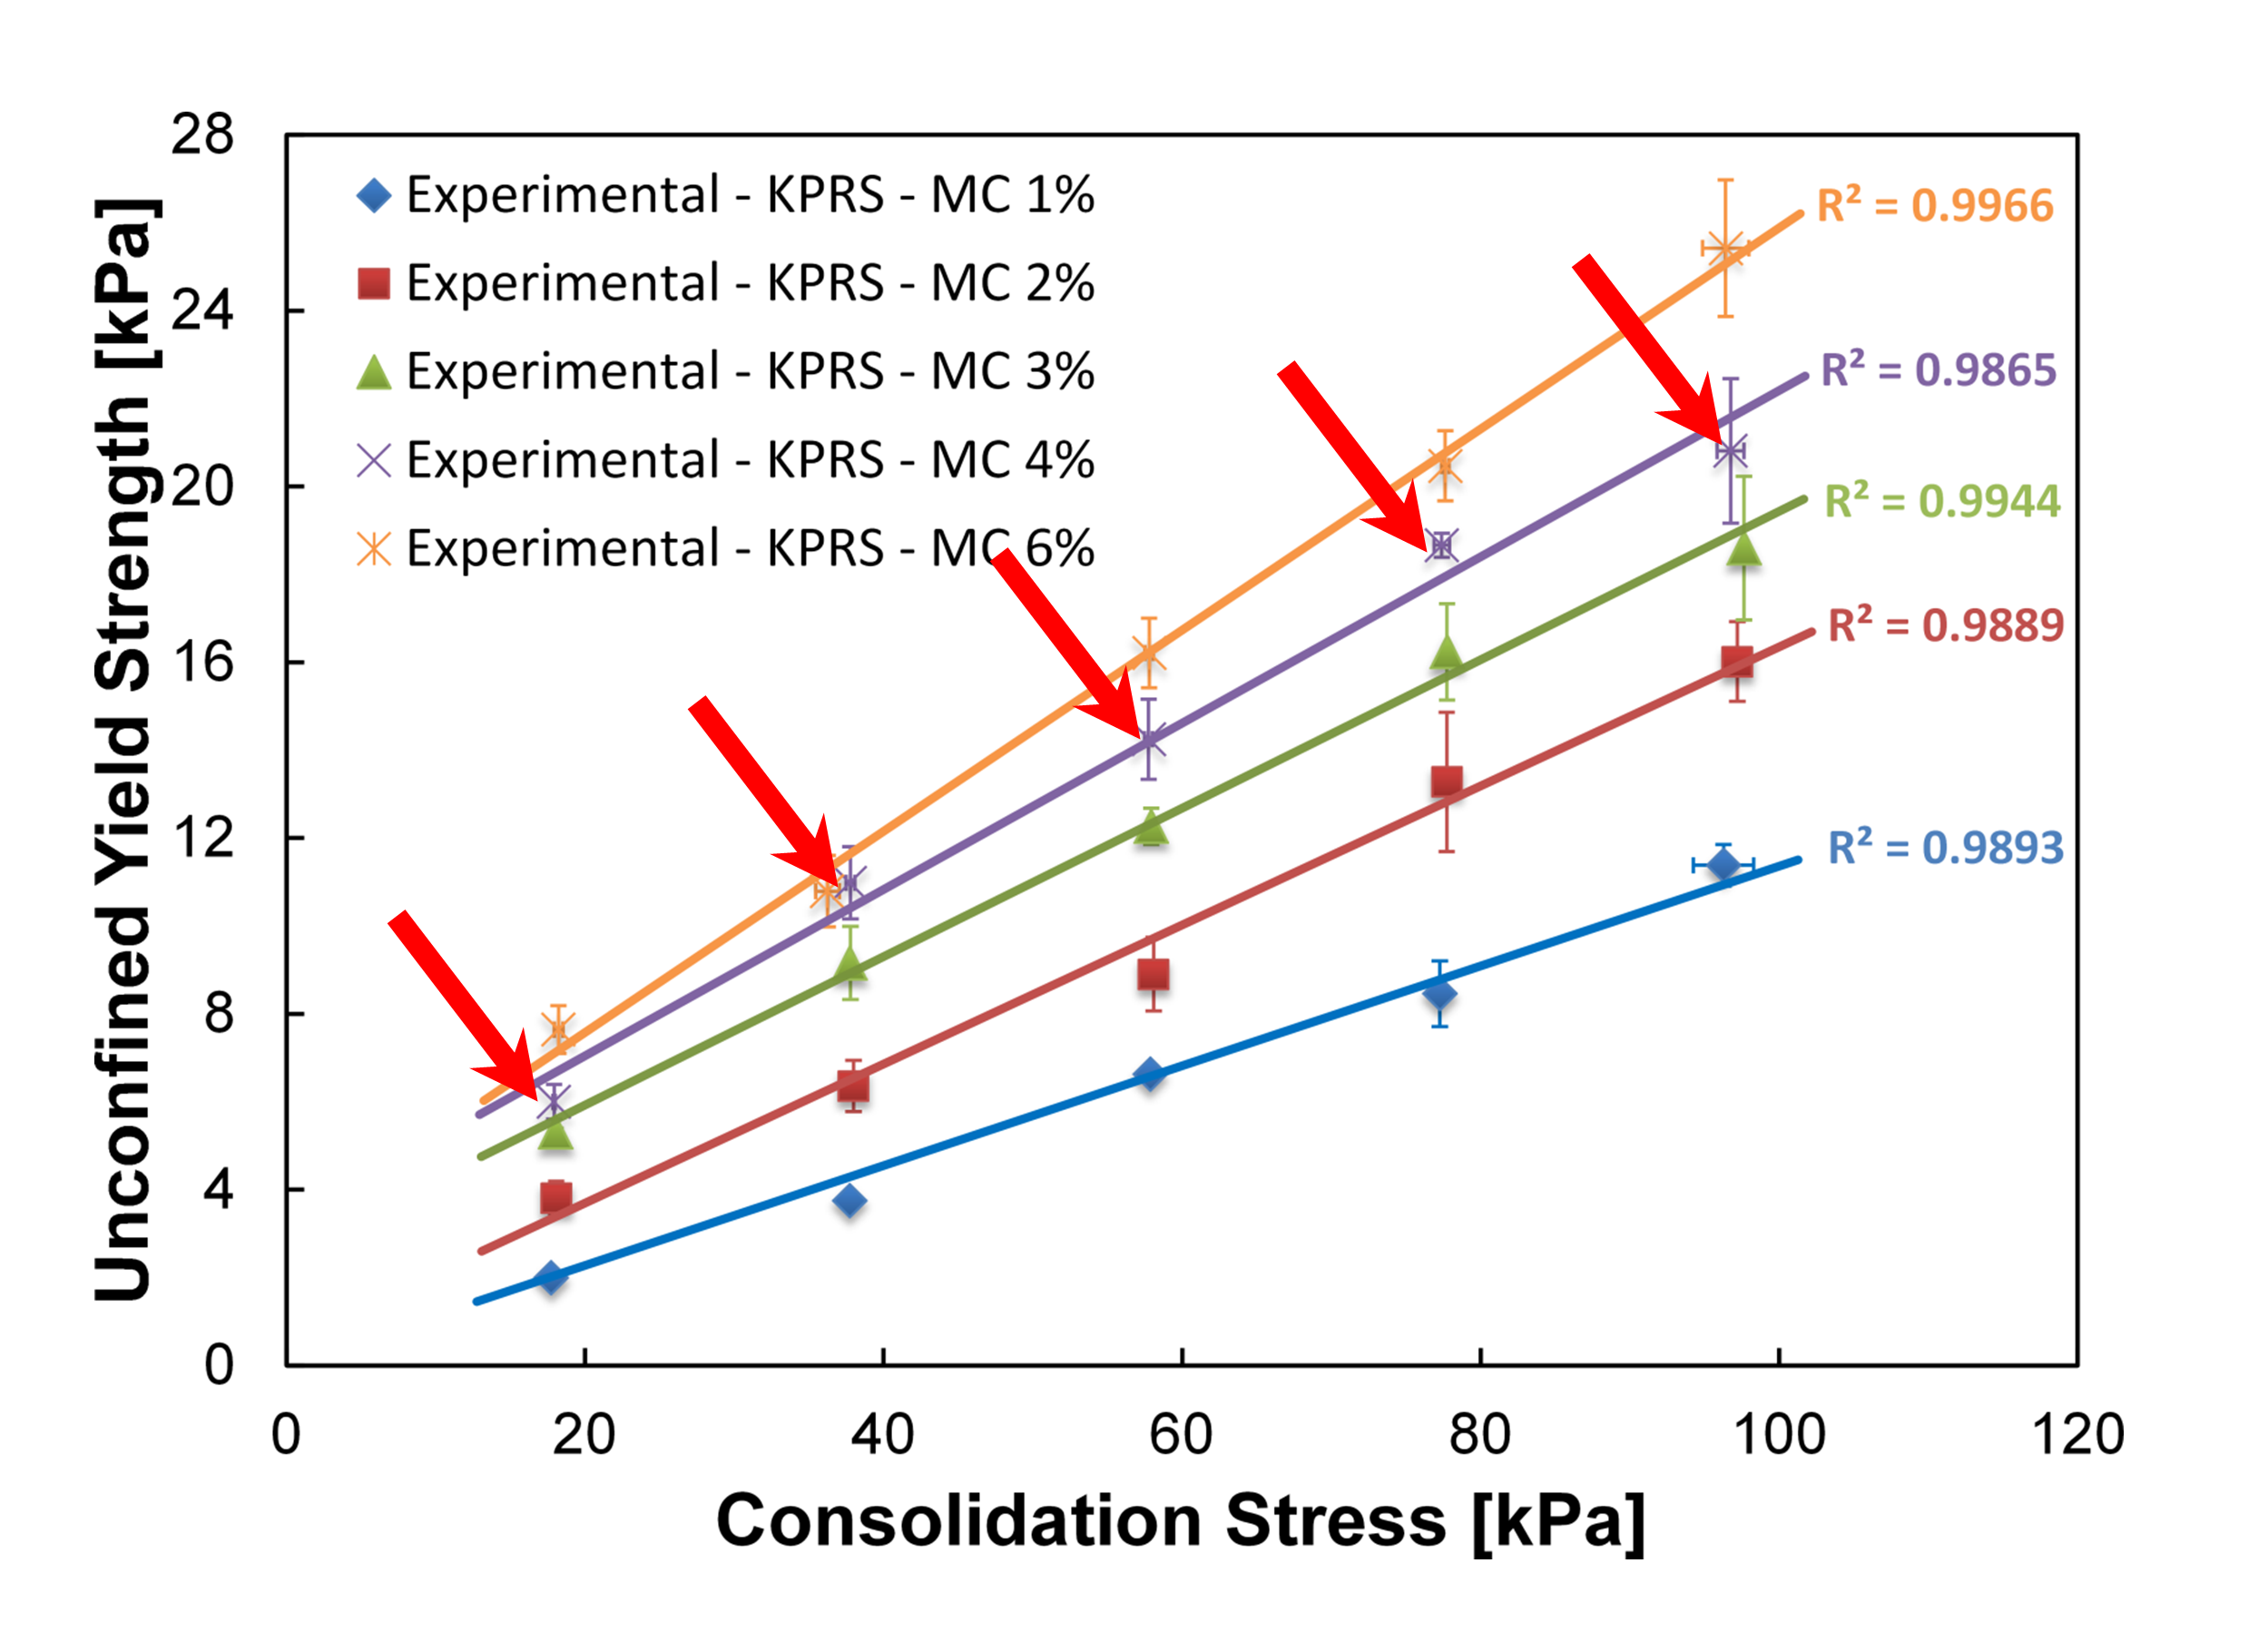 28
24
20
16
12
8
4
0
Unconfined Yield Strength [kPa]
Experimental - KPRS - MC 1%
Experimental - KPRS - MC 2%
Experimental - KPRS - MC 3%
Experimental - KPRS - MC 4%
Experimental - KPRS - MC 6%
R² = 0.9966
R² = 0.9865
R² = 0.9944
R² = 0.9889
R² = 0.9893
0 20 40 60 80 100 120
Consolidation Stress [kPa]